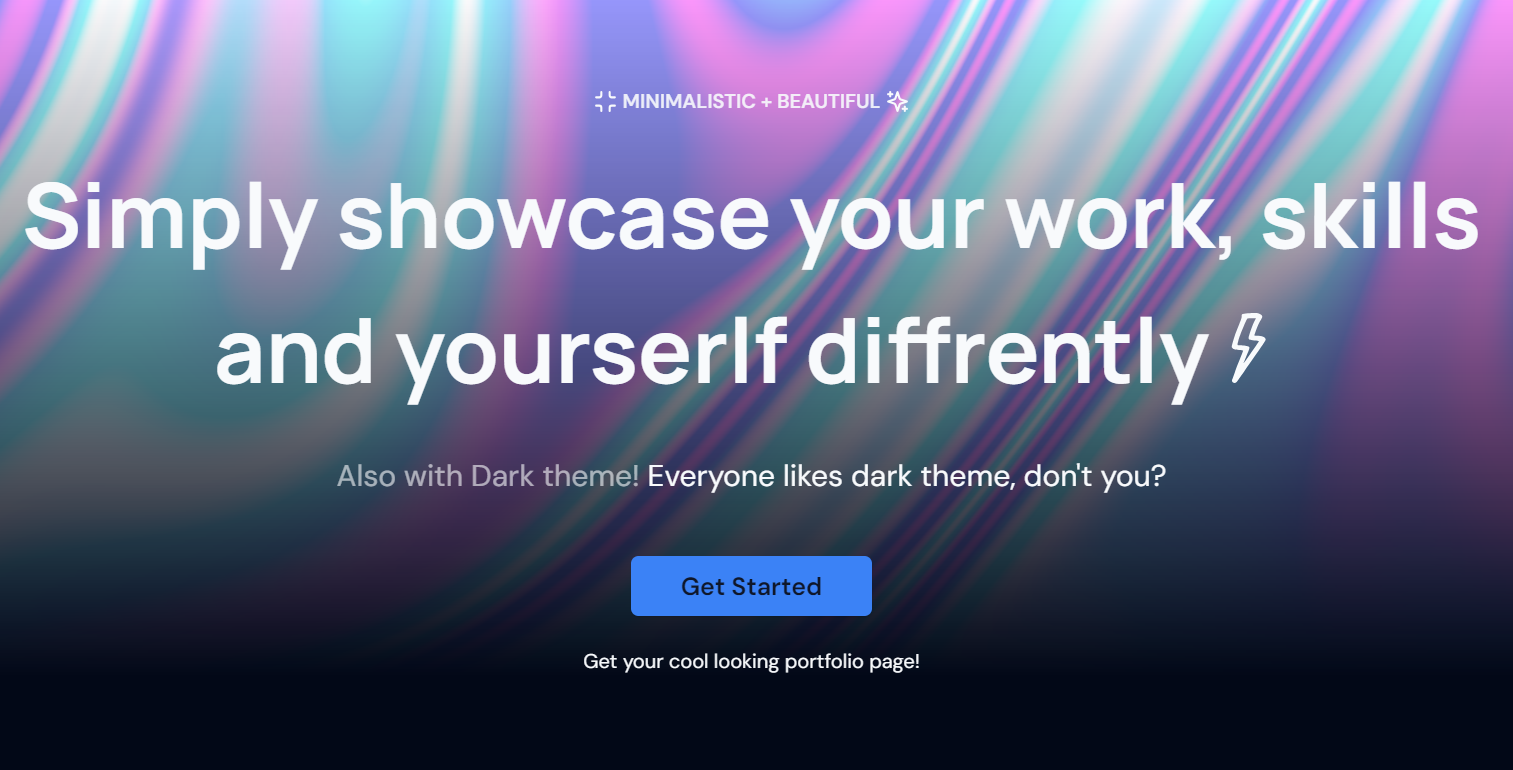 MINIMALISTIC + BEAUTIFUL
Simply showcase your work, skills
and yourserlf diffrently
Also with Dark theme! Everyone likes dark theme, don't you?
Get Started
Get your cool looking portfolio page!